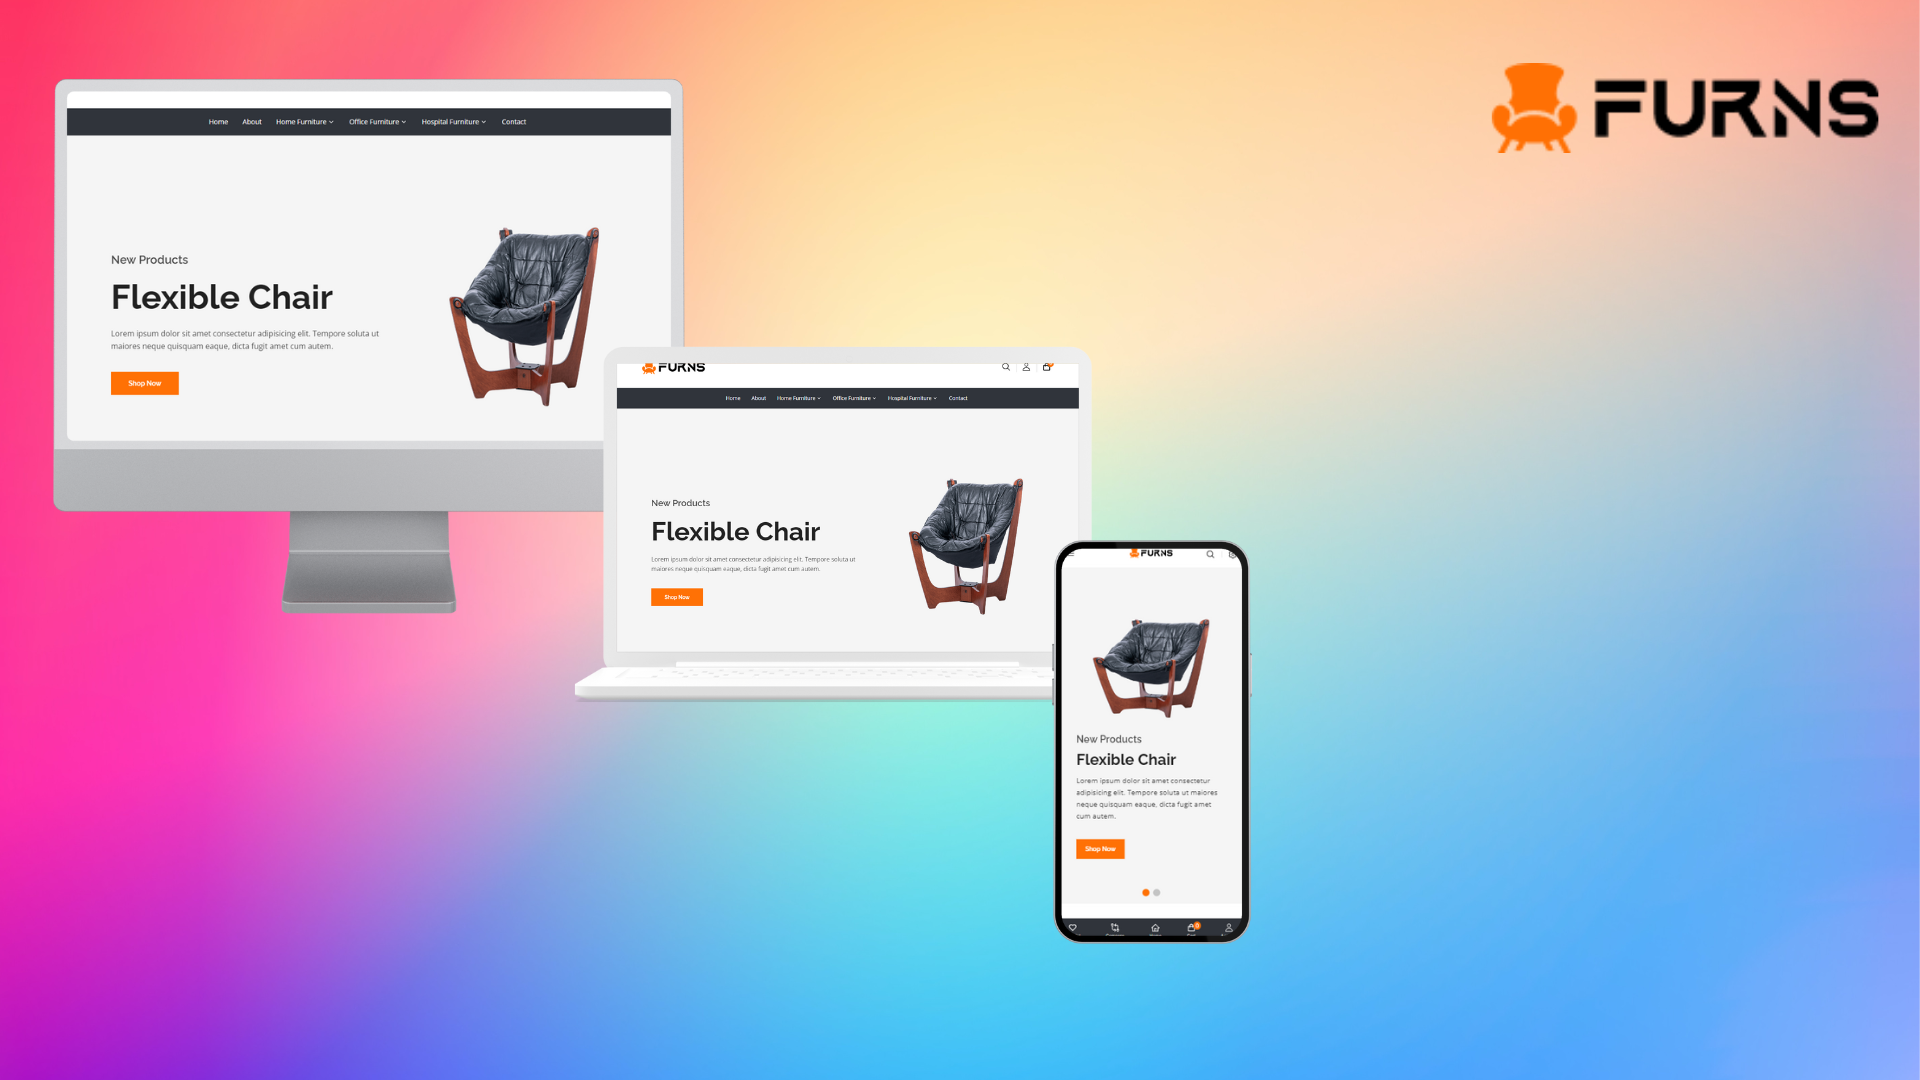 FURNS
Home About Home Furniture Office Furniture Hospital Furniture Contact
New Products
Flexible Chair
Lorem ipsum dolor sit amet consectetur adipisicing elit. Tempore soluta ut
maiores neque quisquam eaque, dicta fugit amet cum autem.
Shop Now
FURNS
Home About Home Furniture Office Furniture Hospital Furniture Contact
New Products
Flexible Chair
Lorem ipsum dolor sit amet consectetur adipisicing elit. Tempore soluta ut
maiores neque quisquam eaque, dicta fugit amet cum autem.
Shop Now
FURNS
New Products
Flexible Chair
Lorem ipsum dolor sit amet consectetur
adipisicing elit. Tempore soluta ut maiores
neque quisquam eaque, dicta fugit amet
cum autem.
Shop Now
0